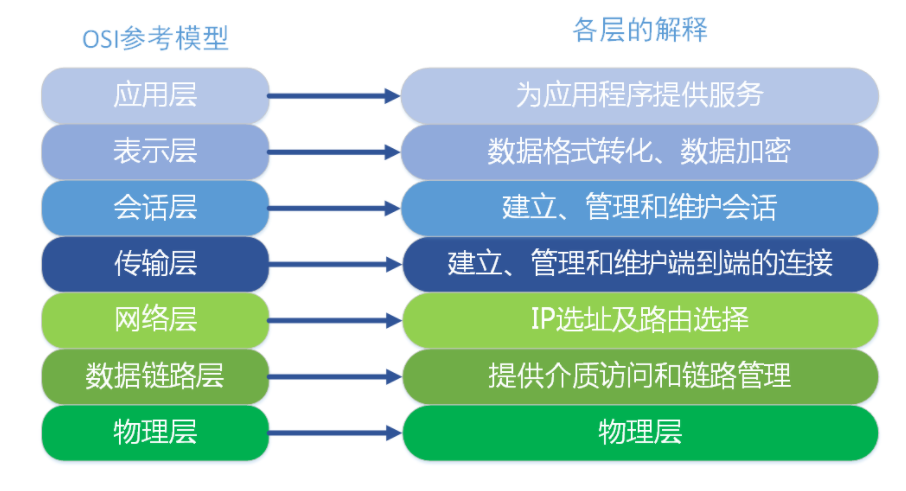 OSI参考模型
各层的解释
应用层
为应用程序提供服务
表示层
数据格式转化、数据加密
会话层
建立、管理和维护会话
传输层
建立、管理和维护端到端的连接
网络层
IP选址及路由选择
数据链路层
提供介质访问和链路管理
物理层
物理层